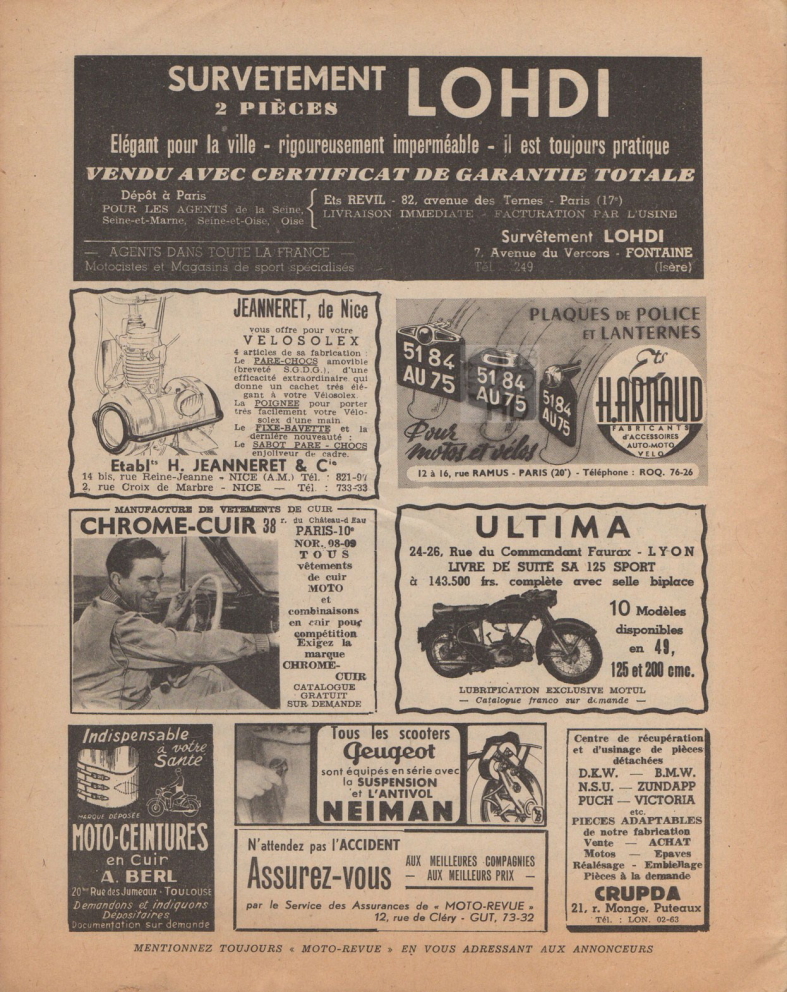 SURVETEMENT
2 PIÈCES
LOHDI
Elégant pour la ville - rigoureusement imperméable - il est toujours pratique
VENDU AVEC CERTIFICAT DE GARANTIE TOTALE
Dépôt à Paris
POUR LES AGENTS de la Seine,
Seine-et-Marne, Seine-et-Oise, Oise
Ets REVIL - 82, avenue des Ternes - Paris (17e)
LIVRAISON IMMEDIATE - FACTURATION PAR L'USINE
— AGENTS DANS TOUTE LA FRANCE —
Motocistes et Magasins de sport spécialisés
Survêtement LOHDI
7, Avenue du Vercors - FONTAINE
Tél. : 249 (Isère)
JEANNERET, de Nice
vous offre pour votre
VELOSOLEX
4 articles de sa fabrication :
Le PARE-CHOCS amovible
(breveté S.G.D.G.), d'une
efficacité extraordinaire qui
donne un cachet très élé-
gant à votre Vélosolex.
La POIGNEE pour porter
très facilement votre Vélo-
solex d'une main
Le FIXE-BAVETTE et la
dernière nouveauté :
Le SABOT PARE - CHOCS
enjoliveur de cadre.
Etablts H. JEANNERET & Cie
14 bis, rue Reine-Jeanne - NICE (A.M.) Tél. : 821-07
2, rue Croix de Marbre - NICE — Tél. : 733-33
PLAQUES DE POLICE
ET LANTERNES
5184
AU75
5184
AU75
5184
AU75
Ets
H.ARNAUD
FABRICANTS
d'ACCESSOIRES
AUTO-MOTO
VELO
Pour
motos et vélos
12 à 16, rue RAMUS - PARIS (20e) - Téléphone : ROQ. 76-26
MANUFACTURE DE VETEMENTS DE CUIR
CHROME-CUIR 38 r. du Château-d'Eau
PARIS-10e
NOR. 08-09
TOUS
vêtements
de cuir
MOTO
et
combinaisons
en cuir pour
compétition
Exigez la
marque
CHROME-
CUIR
CATALOGUE
GRATUIT
SUR DEMANDE
ULTIMA
24-26, Rue du Commandant Faurax - LYON
LIVRE DE SUITE SA 125 SPORT
à 143.500 frs. complète avec selle biplace
10 Modèles
disponibles
en 49,
125 et 200 cmc.
LUBRIFICATION EXCLUSIVE MOTUL
— Catalogue franco sur demande —
Indispensable
à votre
Santé
MARQUE DÉPOSÉE
MOTO-CEINTURES
en Cuir
A. BERL
20ter Rue des Jumeaux - TOULOUSE
Demandons et indiquons
Dépositaires
Documentation sur demande
Tous les scooters
Peugeot
sont équipés en série avec
la SUSPENSION
et L'ANTIVOL
NEIMAN
N'attendez pas l'ACCIDENT
Assurez-vous
AUX MEILLEURES COMPAGNIES
— AUX MEILLEURS PRIX —
par le Service des Assurances de « MOTO-REVUE »
12, rue de Cléry - GUT, 73-32
Centre de récupération
et d'usinage de pièces
détachées
D.K.W. — B.M.W.
N.S.U. — ZUNDAPP
PUCH — VICTORIA
etc.
PIECES ADAPTABLES
de notre fabrication
Vente — ACHAT
Motos — Epaves
Réalésage - Embiellage
Pièces à la demande
CRUPDA
21, r. Monge, Puteaux
Tél. : LON. 02-63
MENTIONNEZ TOUJOURS « MOTO-REVUE » EN VOUS ADRESSANT AUX ANNONCEURS